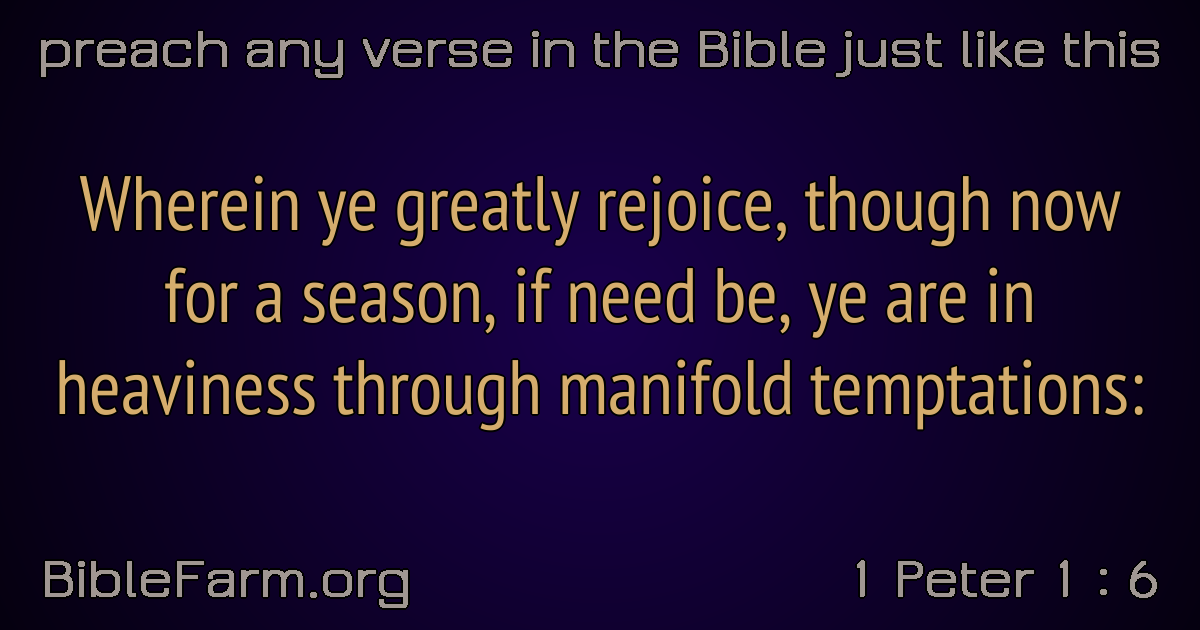 preach any verse in the Bible just like this
Wherein ye greatly rejoice, though now
for a season, if need be, ye are in
heaviness through manifold temptations:
BibleFarm.org
1 Peter 1 : 6